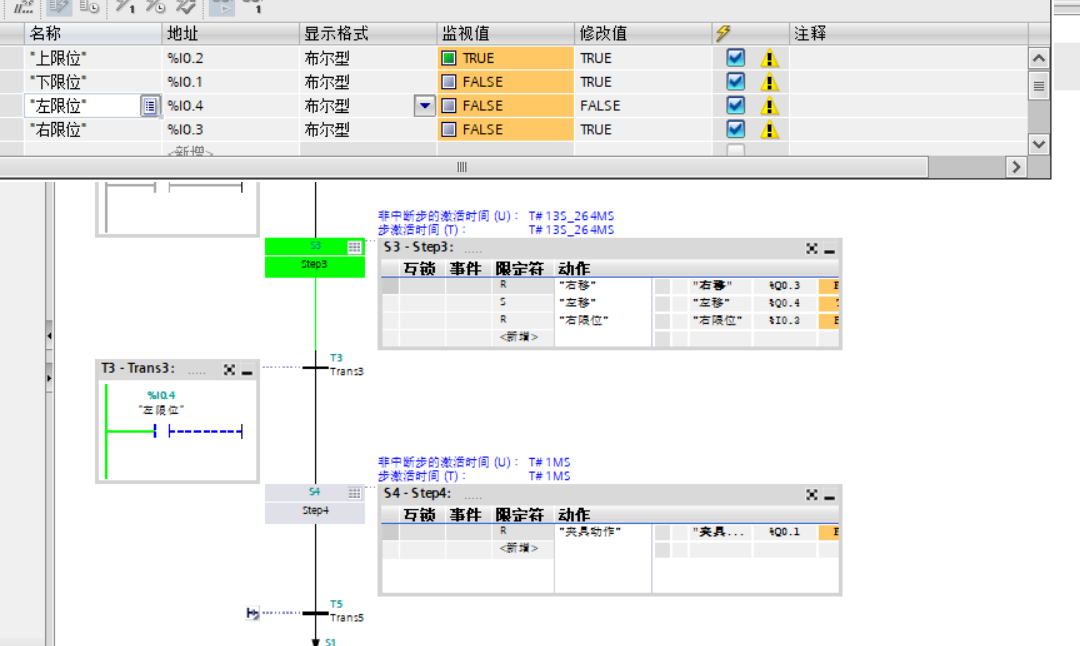 名称 地址 显示格式 监视值 修改值 注释
"上限位" %I0.2 布尔型 TRUE TRUE
"下限位" %I0.1 布尔型 FALSE TRUE
"左限位" %I0.4 布尔型 FALSE FALSE
"右限位" %I0.3 布尔型 FALSE TRUE
<新增>
非中断步的激活时间 (U)： T#13S_264MS
步激活时间 (T)： T#13S_264MS
S3
Step3
S3 - Step3: .....
互锁 事件 限定符 动作
R "右移" "右移" %Q0.3
S "左移" "左移" %Q0.4
R "右限位" "右限位" %I0.3
<新增>
T3
Trans3
T3 - Trans3: .....
%I0.4
"左限位"
非中断步的激活时间 (U)： T#1MS
步激活时间 (T)： T#1MS
S4
Step4
S4 - Step4: .....
互锁 事件 限定符 动作
R "夹具动作" "夹具... %Q0.1
<新增>
T5
Trans5
S1